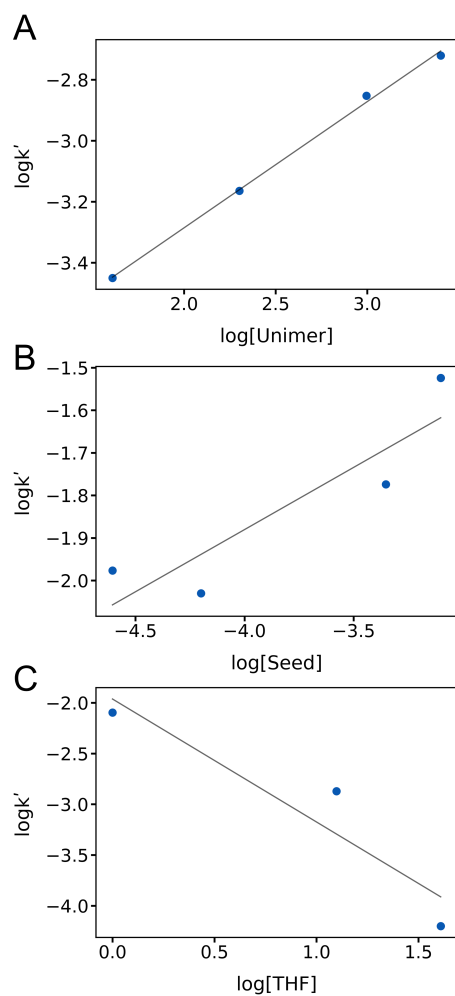 A
−2.8
−3.0
−3.2
−3.4
logk′
2.0 2.5 3.0
log[Unimer]
B
−1.5
−1.6
−1.7
−1.8
−1.9
−2.0
logk′
−4.5 −4.0 −3.5
log[Seed]
C
−2.0
−2.5
−3.0
−3.5
−4.0
logk′
0.0 0.5 1.0 1.5
log[THF]